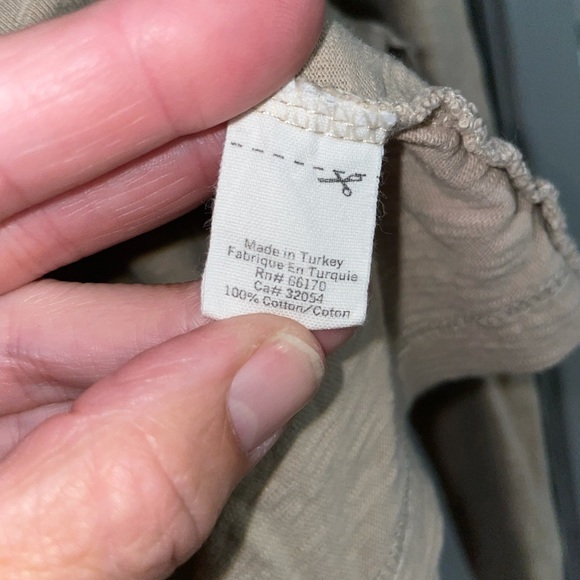 Made in Turkey
Fabrique En Turquie
Rn# 66170
Ca# 32054
100% Cotton/Coton